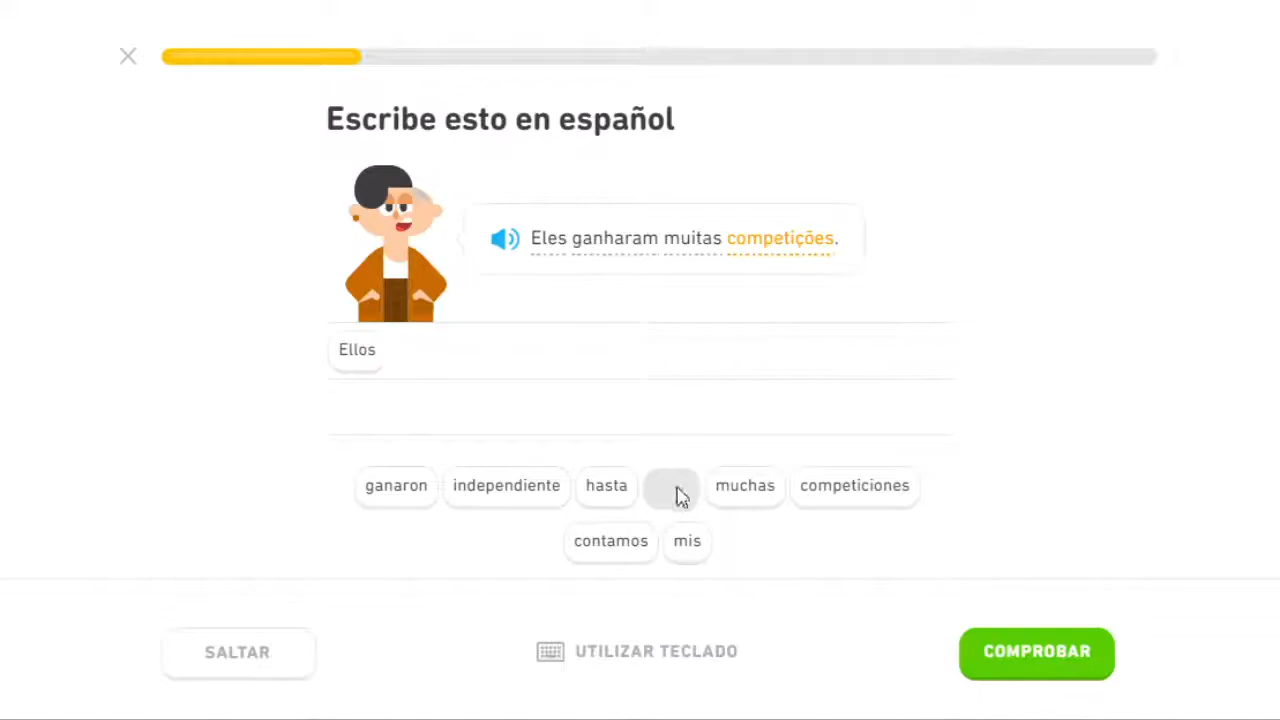 Escribe esto en español
Eles ganharam muitas competições.
Ellos
ganaron independiente hasta muchas competiciones
contamos mis
SALTAR UTILIZAR TECLADO COMPROBAR